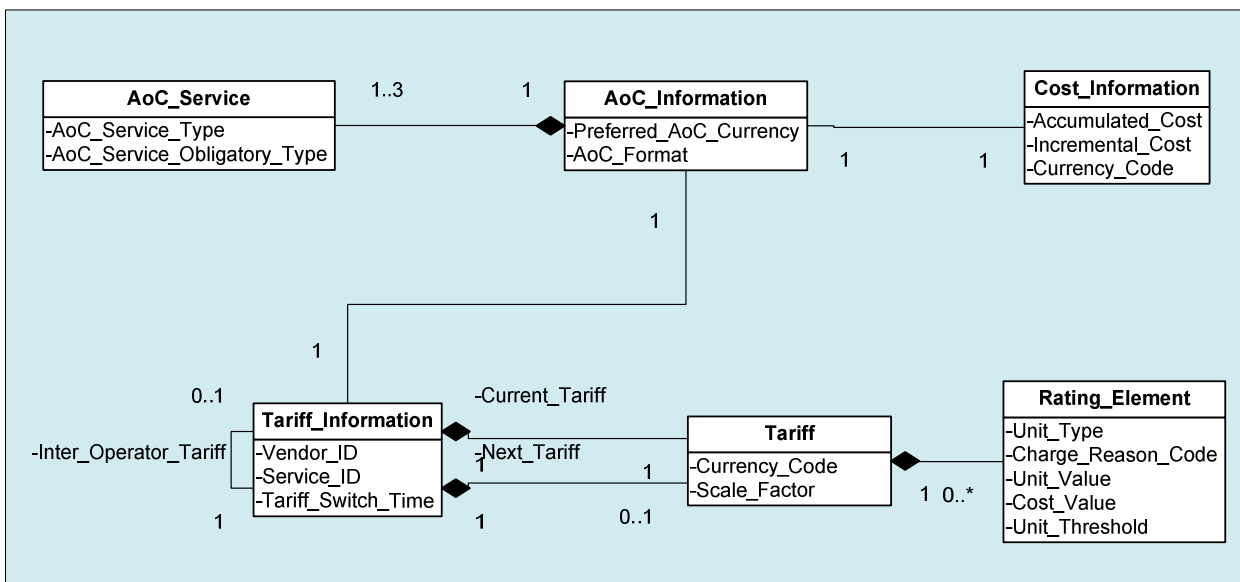 AoC_Service
-AoC_Service_Type
-AoC_Service_Obligatory_Type
1..3
1
AoC_Information
-Preferred_AoC_Currency
-AoC_Format
Cost_Information
-Accumulated_Cost
-Incremental_Cost
-Currency_Code
1
1
1
1
0..1
-Inter_Operator_Tariff
1
Tariff_Information
-Vendor_ID
-Service_ID
-Tariff_Switch_Time
-Current_Tariff
-Next_Tariff
1
1
1
0..1
Tariff
-Currency_Code
-Scale_Factor
1
0..*
Rating_Element
-Unit_Type
-Charge_Reason_Code
-Unit_Value
-Cost_Value
-Unit_Threshold